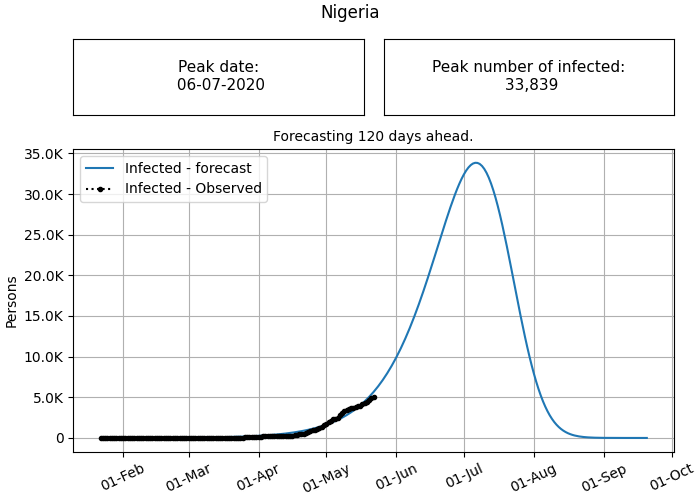 Nigeria
Peak date:
06-07-2020
Peak number of infected:
33,839
Forecasting 120 days ahead.
35.0K
30.0K
25.0K
20.0K
15.0K
10.0K
5.0K
0
Persons
Infected - forecast
Infected - Observed
01-Feb
01-Mar
01-Apr
01-May
01-Jun
01-Jul
01-Aug
01-Sep
01-Oct